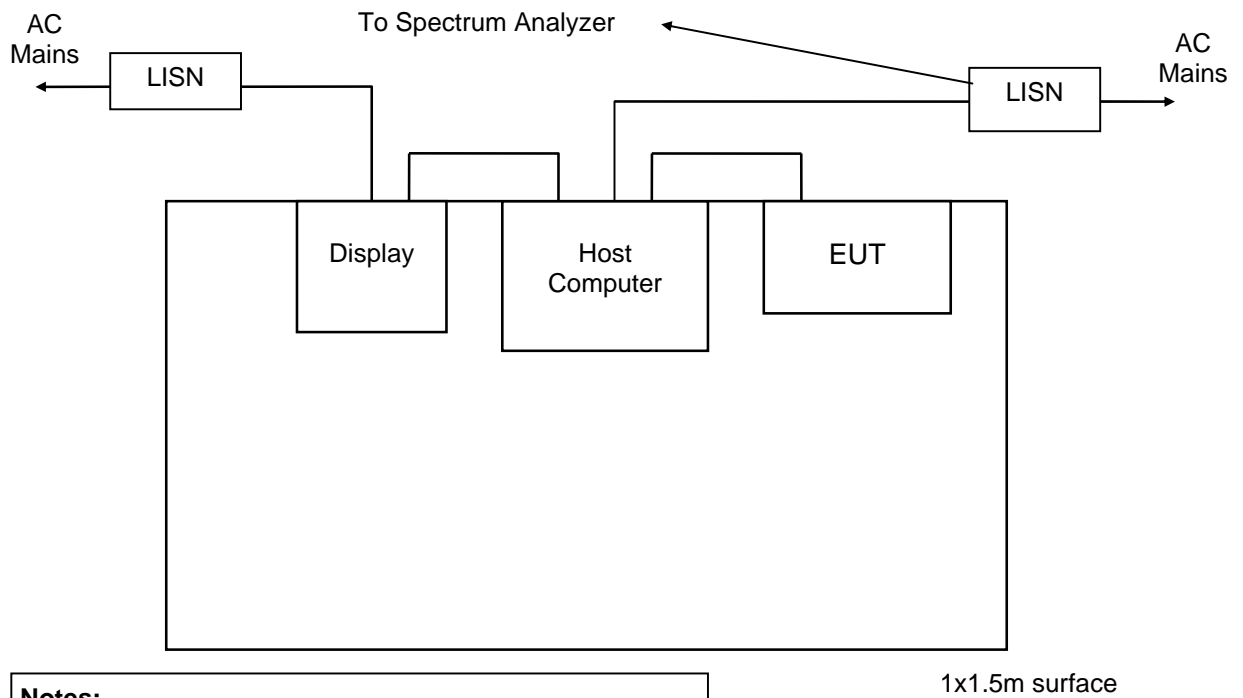 AC
Mains
To Spectrum Analyzer
AC
Mains
LISN
LISN
Display
Host
Computer
EUT
1x1.5m surface
Notes: